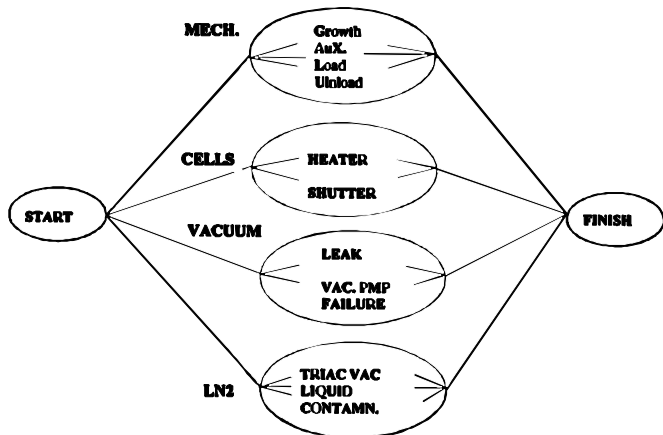 MECH.
Growth
AuX.
Load
Uinload
CELLS
HEATER
SHUTTER
START
VACUUM
FINISH
LEAK
VAC. PMP
FAILURE
LN2
TRIAC VAC
LIQUID
CONTAMN.